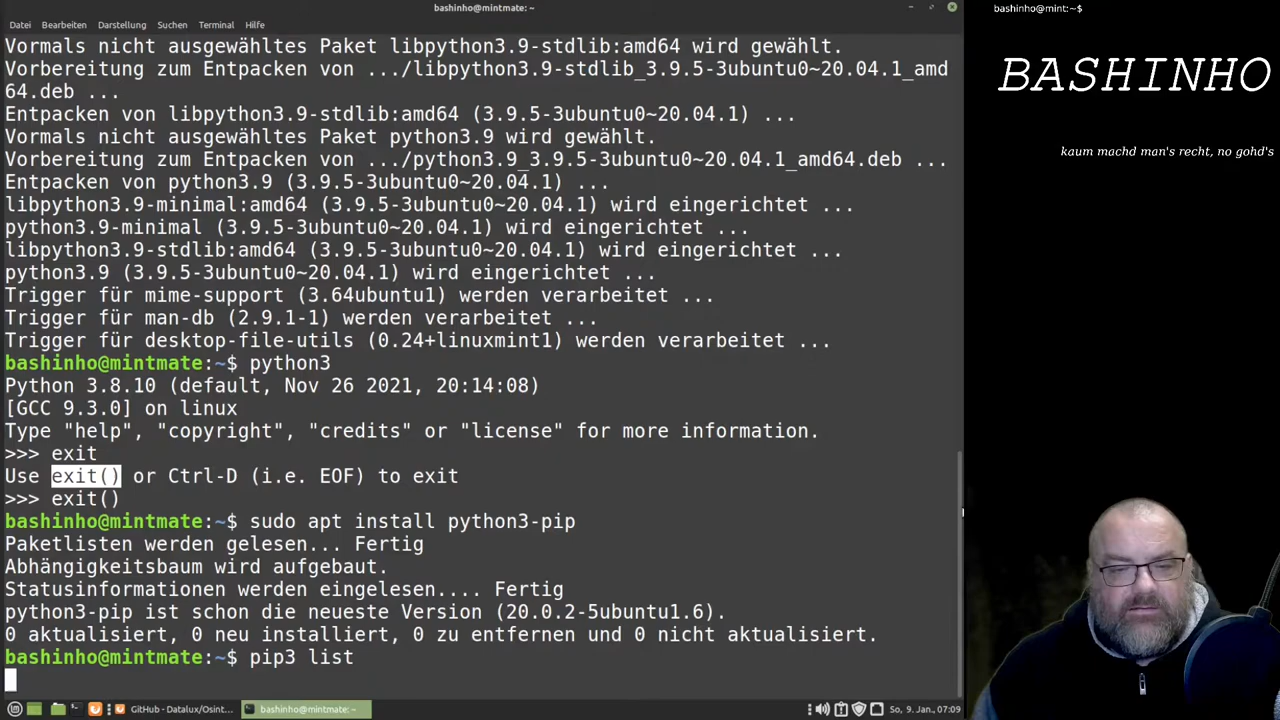 bashinho@mintmate: ~
bashinho@mint:~$
Datei Bearbeiten Darstellung Suchen Terminal Hilfe
Vormals nicht ausgewähltes Paket libpython3.9-stdlib:amd64 wird gewählt.
Vorbereitung zum Entpacken von .../libpython3.9-stdlib_3.9.5-3ubuntu0~20.04.1_amd
64.deb ...
Entpacken von libpython3.9-stdlib:amd64 (3.9.5-3ubuntu0~20.04.1) ...
Vormals nicht ausgewähltes Paket python3.9 wird gewählt.
Vorbereitung zum Entpacken von .../python3.9_3.9.5-3ubuntu0~20.04.1_amd64.deb ...
Entpacken von python3.9 (3.9.5-3ubuntu0~20.04.1) ...
libpython3.9-minimal:amd64 (3.9.5-3ubuntu0~20.04.1) wird eingerichtet ...
python3.9-minimal (3.9.5-3ubuntu0~20.04.1) wird eingerichtet ...
libpython3.9-stdlib:amd64 (3.9.5-3ubuntu0~20.04.1) wird eingerichtet ...
python3.9 (3.9.5-3ubuntu0~20.04.1) wird eingerichtet ...
Trigger für mime-support (3.64ubuntu1) werden verarbeitet ...
Trigger für man-db (2.9.1-1) werden verarbeitet ...
Trigger für desktop-file-utils (0.24+linuxmint1) werden verarbeitet ...
bashinho@mintmate:~$ python3
Python 3.8.10 (default, Nov 26 2021, 20:14:08)
[GCC 9.3.0] on linux
Type "help", "copyright", "credits" or "license" for more information.
>>> exit
Use exit() or Ctrl-D (i.e. EOF) to exit
>>> exit()
bashinho@mintmate:~$ sudo apt install python3-pip
Paketlisten werden gelesen... Fertig
Abhängigkeitsbaum wird aufgebaut.
Statusinformationen werden eingelesen.... Fertig
python3-pip ist schon die neueste Version (20.0.2-5ubuntu1.6).
0 aktualisiert, 0 neu installiert, 0 zu entfernen und 0 nicht aktualisiert.
bashinho@mintmate:~$ pip3 list
BASHINHO
kaum machd man's recht, no gohd's
GitHub - Datalux/Osint...
bashinho@mintmate: ~
So, 9. Jan., 07:09